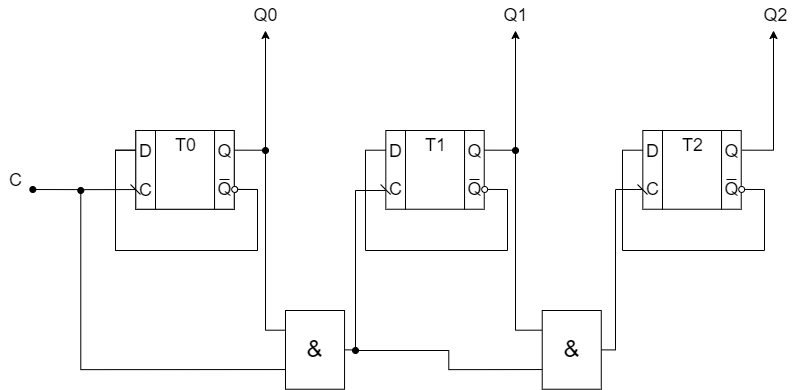 Q0
Q1
Q2
D T0 Q
C Q̅
D T1 Q
C Q̅
D T2 Q
C Q̅
C
&
&